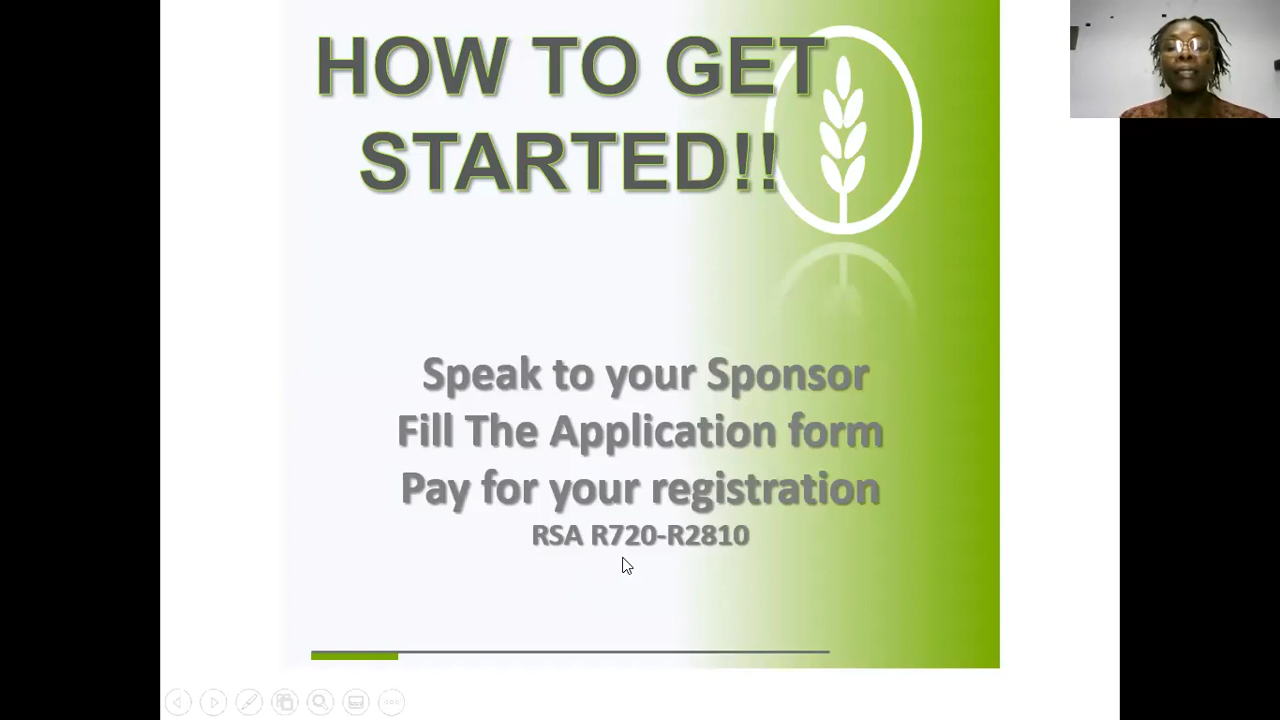 HOW TO GET
STARTED!!
Speak to your Sponsor
Fill The Application form
Pay for your registration
RSA R720-R2810